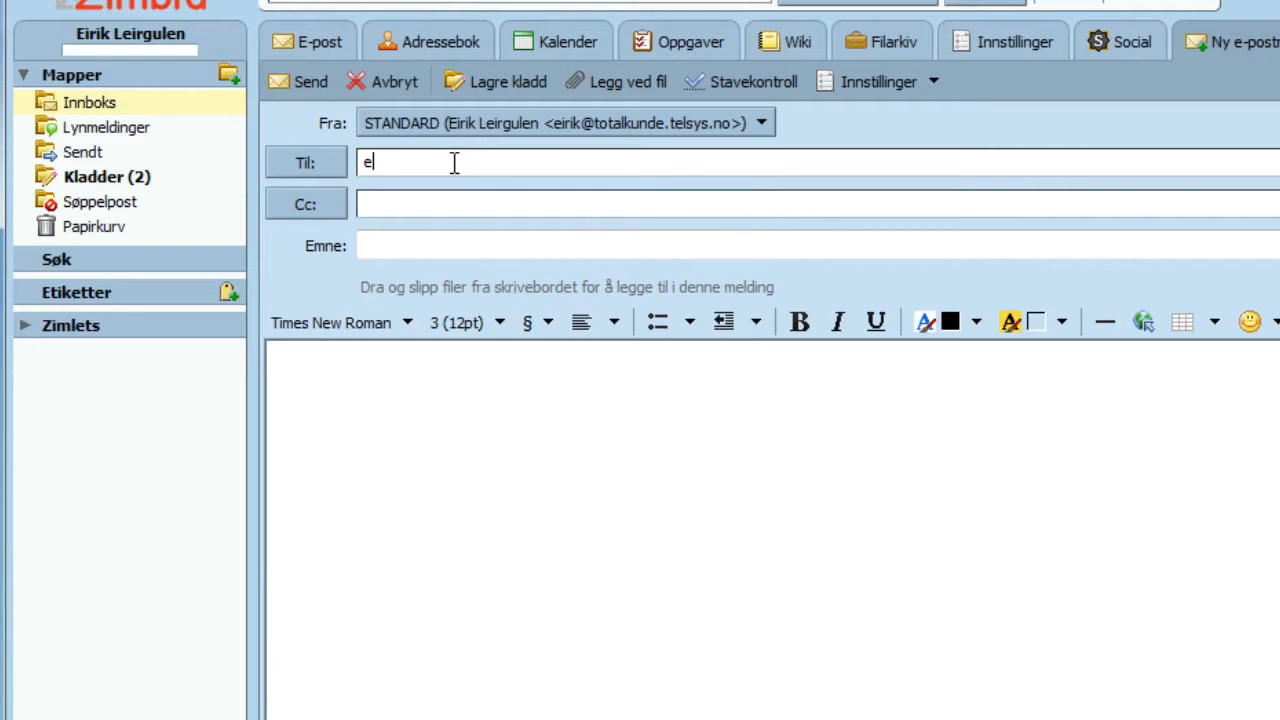 Zimbra
Eirik Leirgulen
Mapper
Innboks
Lynmeldinger
Sendt
Kladder (2)
Søppelpost
Papirkurv
Søk
Etiketter
Zimlets
E-post Adressebok Kalender Oppgaver Wiki Filarkiv Innstillinger Social Ny e-post
Send Avbryt Lagre kladd Legg ved fil Stavekontroll Innstillinger
Fra: STANDARD (Eirik Leirgulen <eirik@totalkunde.telsys.no>)
Til: e
Cc:
Emne:
Dra og slipp filer fra skrivebordet for å legge til i denne melding
Times New Roman 3 (12pt) § B I U A A